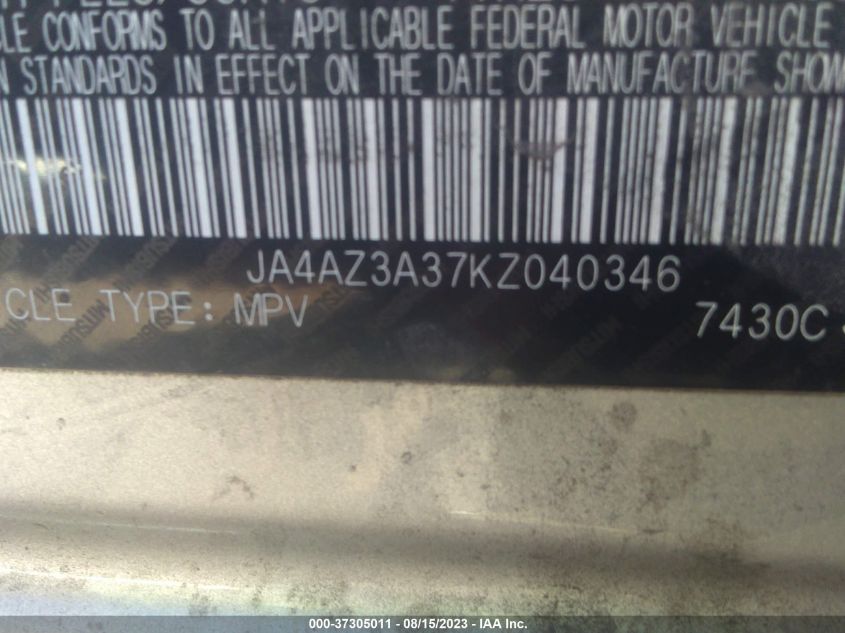 CLE CONFORMS TO ALL APPLICABLE FEDERAL MOTOR VEHICLE
N STANDARDS IN EFFECT ON THE DATE OF MANUFACTURE SHOW
JA4AZ3A37KZ040346
CLE TYPE: MPV
7430C
000-37305011 - 08/15/2023 - IAA Inc.